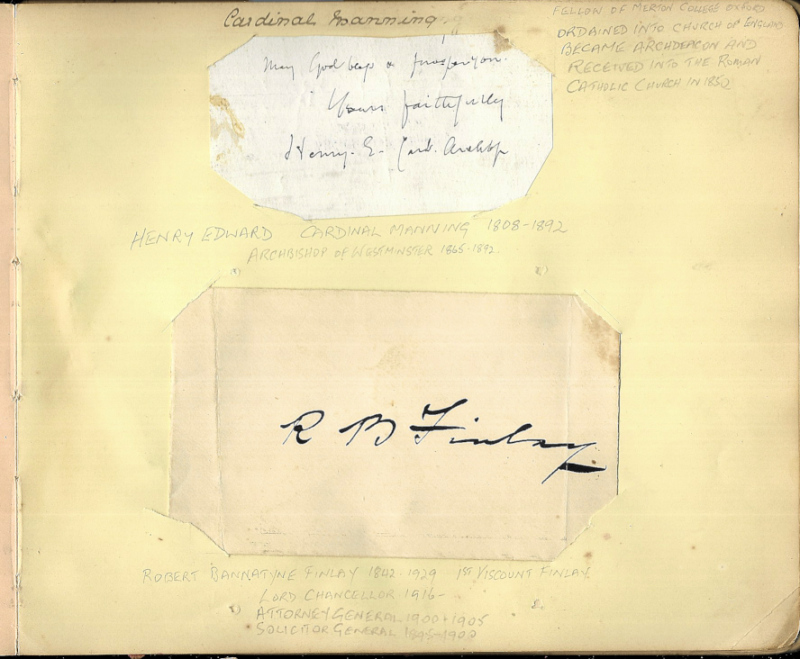 Cardinal Manning
FELLOW OF MERTON COLLEGE OXFORD
ORDAINED INTO CHURCH OF ENGLAND
BECAME ARCHDEACON AND
RECEIVED INTO THE ROMAN
CATHOLIC CHURCH IN 1852
May God bless & prosper you.
Yours faithfully
Henry E. Card. Archbp
HENRY EDWARD CARDINAL MANNING 1808-1892
ARCHBISHOP OF WESTMINSTER 1865-1892.
R B Finlay
ROBERT BANNATYNE FINLAY 1842-1929 1ST VISCOUNT FINLAY
LORD CHANCELLOR 1916-
ATTORNEY GENERAL 1900+1905
SOLICITOR GENERAL 1895-1900